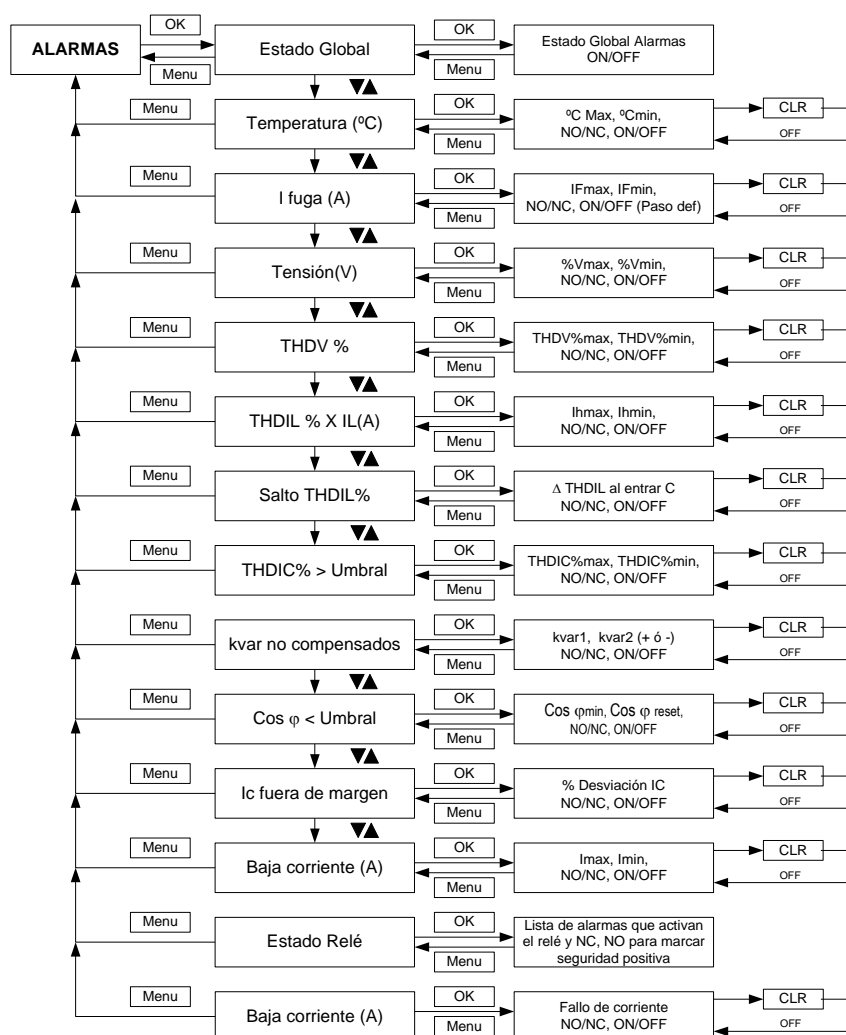 OK
ALARMAS
Menu
Estado Global
OK
Menu
Estado Global Alarmas
ON/OFF
▼▲
Menu
Temperatura (ºC)
OK
Menu
ºC Max, ºCmin,
NO/NC, ON/OFF
CLR
OFF
▼▲
Menu
I fuga (A)
OK
Menu
IFmax, IFmin,
NO/NC, ON/OFF (Paso def)
CLR
OFF
▼▲
Menu
Tensión(V)
OK
Menu
%Vmax, %Vmin,
NO/NC, ON/OFF
CLR
OFF
▼▲
Menu
THDV %
OK
Menu
THDV%max, THDV%min,
NO/NC, ON/OFF
CLR
OFF
▼▲
Menu
THDIL % X IL(A)
OK
Menu
Ihmax, Ihmin,
NO/NC, ON/OFF
CLR
OFF
▼▲
Menu
Salto THDIL%
OK
Menu
Δ THDIL al entrar C
NO/NC, ON/OFF
CLR
OFF
▼▲
Menu
THDIC% > Umbral
OK
Menu
THDIC%max, THDIC%min,
NO/NC, ON/OFF
CLR
OFF
Menu
kvar no compensados
OK
Menu
kvar1, kvar2 (+ ó -)
NO/NC, ON/OFF
CLR
OFF
▼▲
Menu
Cos φ < Umbral
OK
Menu
Cos φmin, Cos φ reset,
NO/NC, ON/OFF
CLR
OFF
▼▲
Menu
Ic fuera de margen
OK
Menu
% Desviación IC
NO/NC, ON/OFF
CLR
OFF
▼▲
Menu
Baja corriente (A)
OK
Menu
Imax, Imin,
NO/NC, ON/OFF
CLR
OFF
Menu
Estado Relé
OK
Menu
Lista de alarmas que activan
el relé y NC, NO para marcar
seguridad positiva
Menu
Baja corriente (A)
OK
Menu
Fallo de corriente
NO/NC, ON/OFF
CLR
OFF